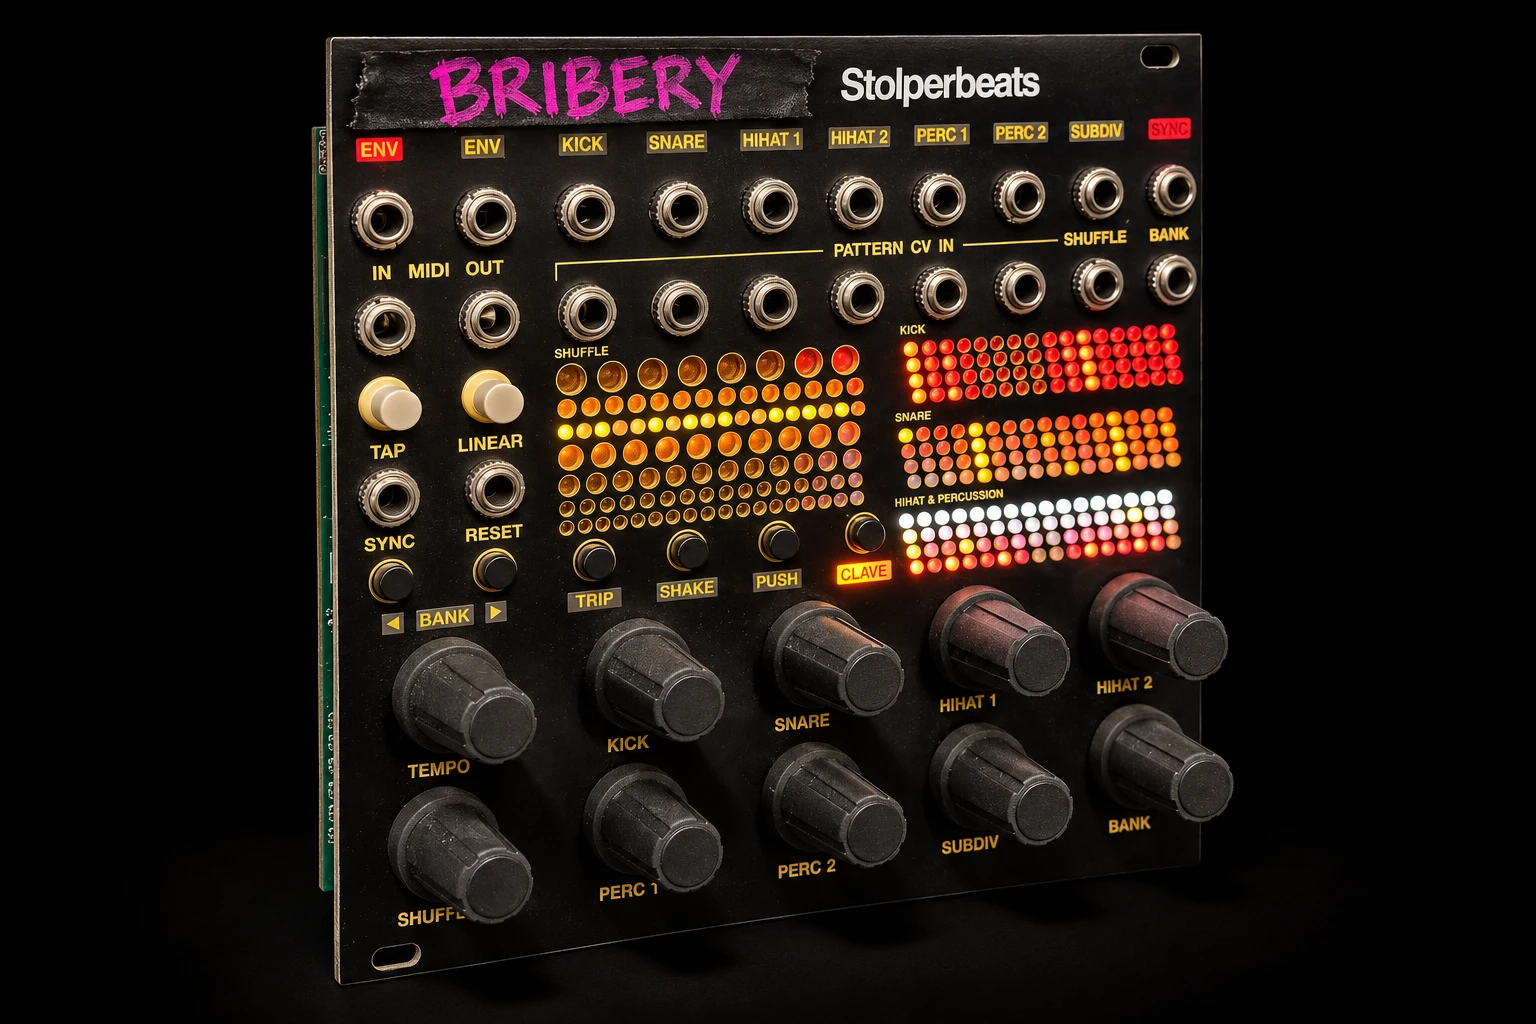 BRIBERY
Stolperbeats
ENV ENV KICK SNARE HIHAT 1 HIHAT 2 PERC 1 PERC 2 SUBDIV SYNC
IN MIDI OUT
PATTERN CV IN SHUFFLE BANK
SHUFFLE
KICK
SNARE
HIHAT & PERCUSSION
TAP LINEAR
SYNC RESET
BANK
TRIP SHAKE PUSH CLAVE
TEMPO KICK SNARE HIHAT 1 HIHAT 2
SHUFFL PERC 1 PERC 2 SUBDIV BANK